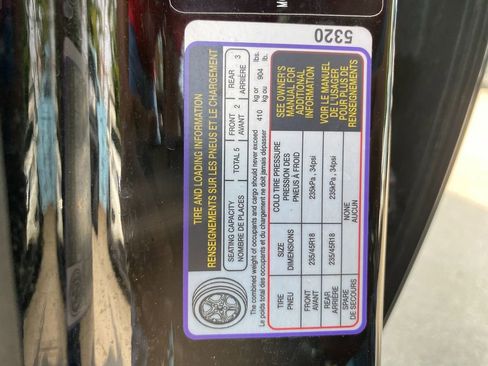 5320
TIRE AND LOADING INFORMATION
RENSEIGNEMENTS SUR LES PNEUS ET LE CHARGEMENT
SEATING CAPACITY
NOMBRE DE PLACES
TOTAL 5
FRONT
AVANT 2
REAR
ARRIÈRE 3
The combined weight of occupants and cargo should never exceed
Le poids total des occupants et du chargement ne doit jamais dépasser
410 kg or
kg ou
904 lbs.
lb.
TIRE
PNEU
SIZE
DIMENSIONS
COLD TIRE PRESSURE
PRESSION DES
PNEUS À FROID
SEE OWNER'S
MANUAL FOR
ADDITIONAL
INFORMATION
VOIR LE MANUEL
DE L'USAGER
POUR PLUS DE
RENSEIGNEMENTS
FRONT
AVANT
235/45R18
235kPa , 34psi
REAR
ARRIÈRE
235/45R18
235kPa , 34psi
SPARE
DE SECOURS
NONE
AUCUN